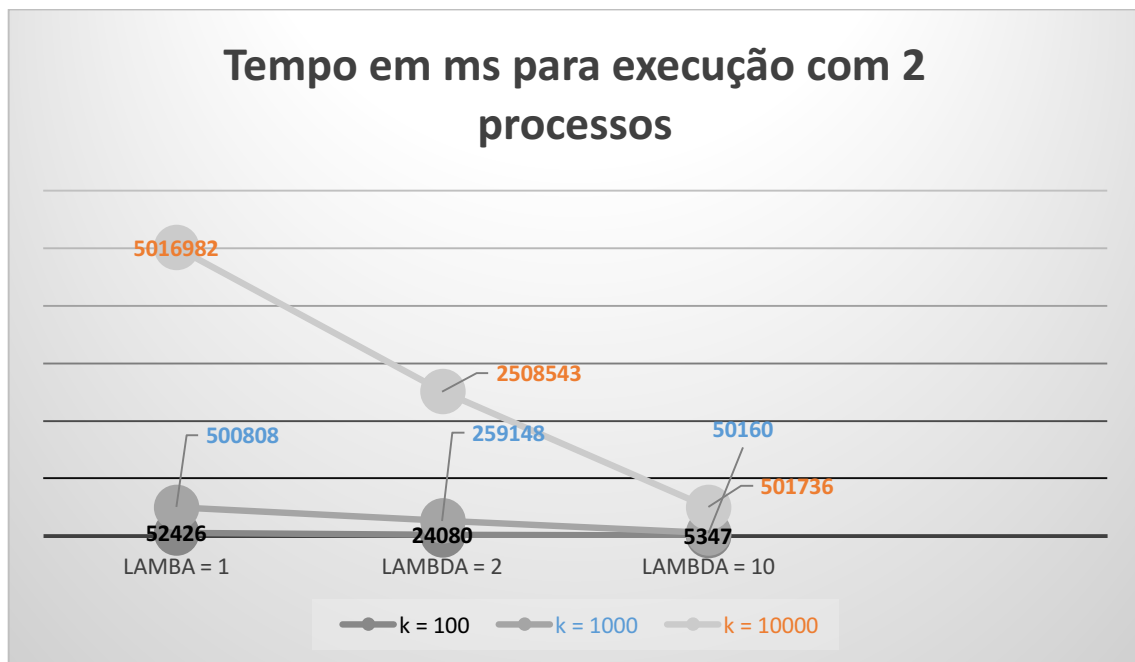 Tempo em ms para execução com 2
processos
5016982
2508543
500808
259148
50160
501736
52426
24080
5347
LAMBA = 1
LAMBDA = 2
LAMBDA = 10
k = 100
k = 1000
k = 10000